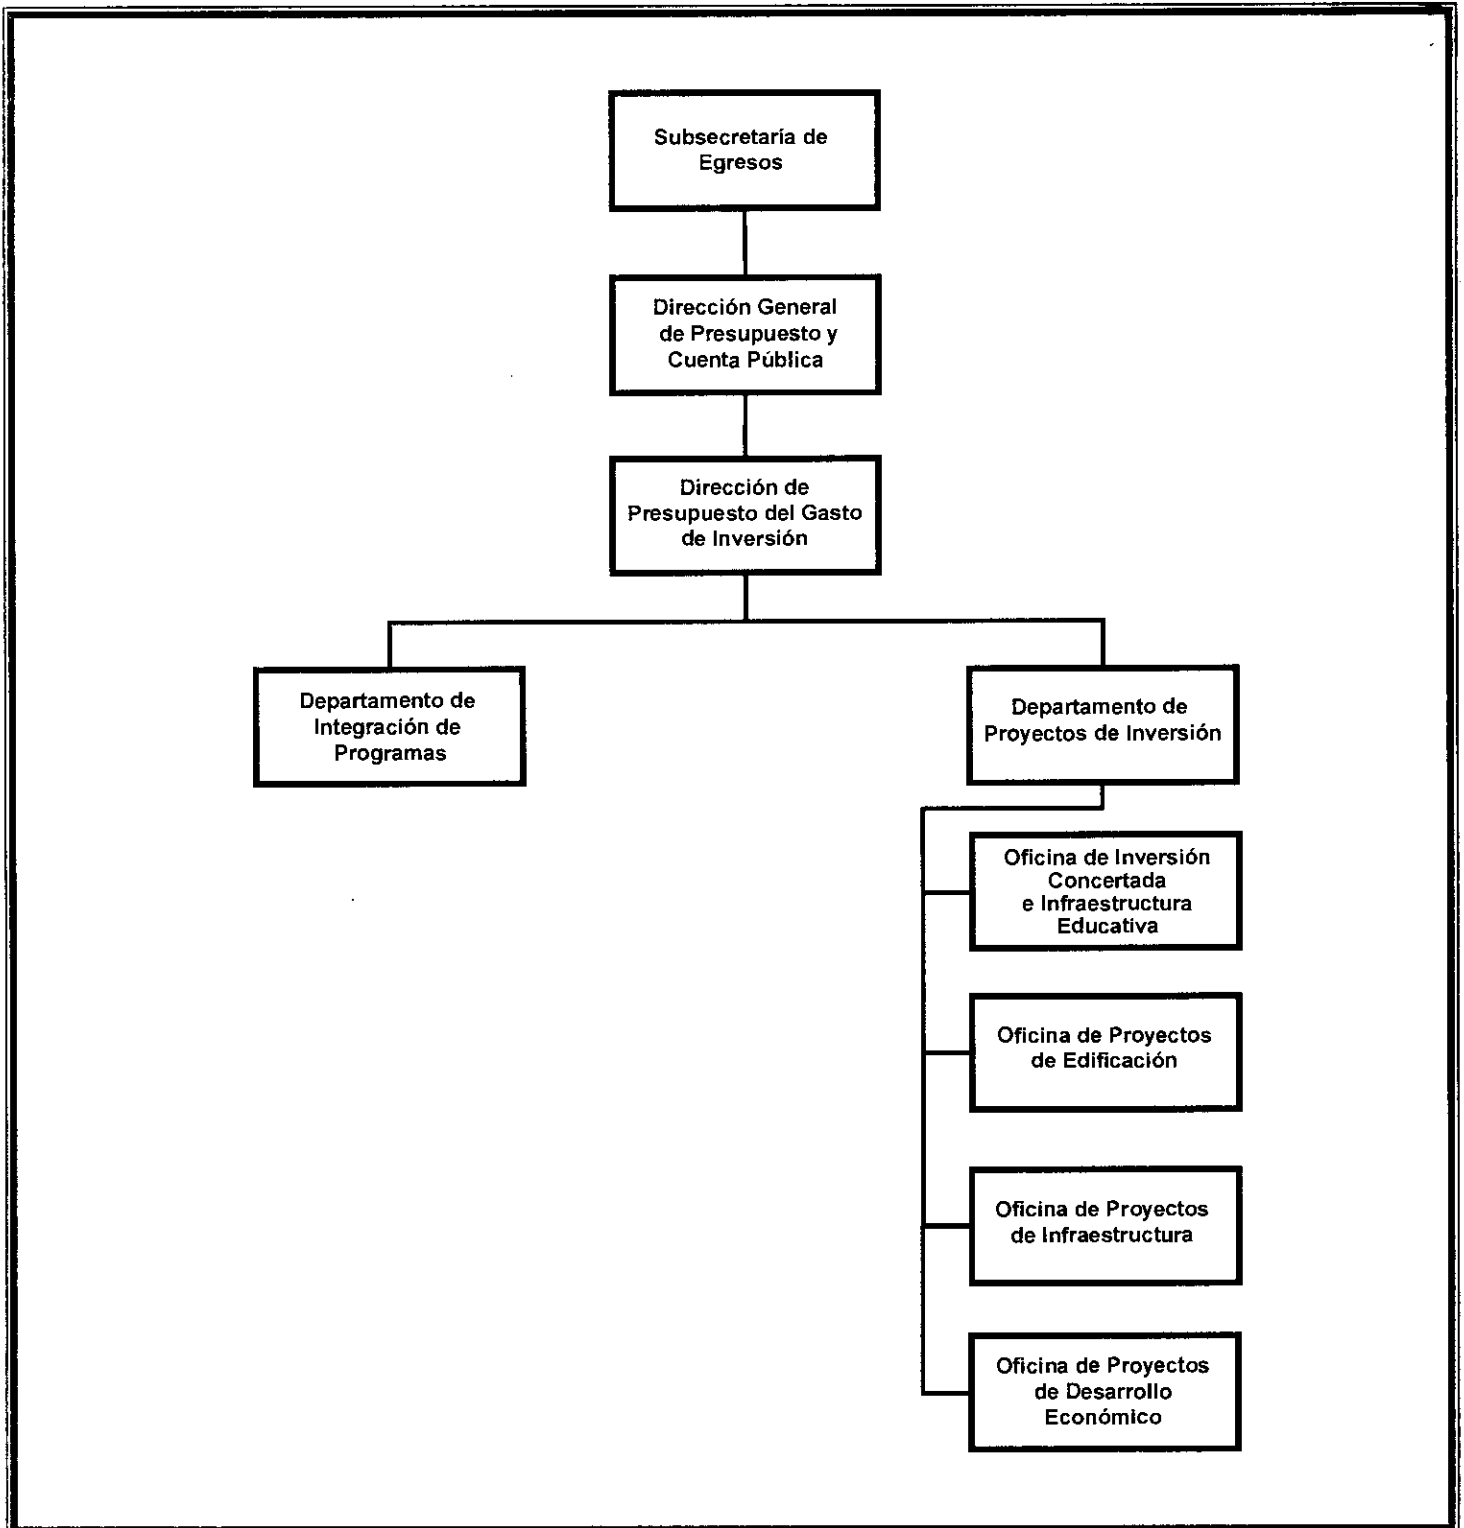 Subsecretaría de
Egresos
Dirección General
de Presupuesto y
Cuenta Pública
Dirección de
Presupuesto del Gasto
de Inversión
Departamento de
Integración de
Programas
Departamento de
Proyectos de Inversión
Oficina de Inversión
Concertada
e Infraestructura
Educativa
Oficina de Proyectos
de Edificación
Oficina de Proyectos
de Infraestructura
Oficina de Proyectos
de Desarrollo
Económico